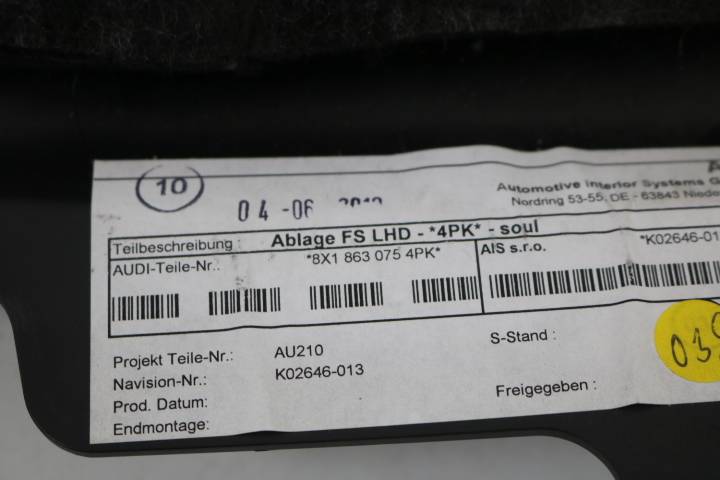 10
04-06
Automotive Interior Systems G
Nordring 53-55, DE - 63843 Niede
Teilbeschreibung : Ablage FS LHD - *4PK* - soul
AUDI-Teile-Nr.: *8X1 863 075 4PK* AIS s.r.o. *K02646-01
Projekt Teile-Nr.: AU210 S-Stand :
Navision-Nr.: K02646-013
Prod. Datum: Freigegeben :
Endmontage:
039